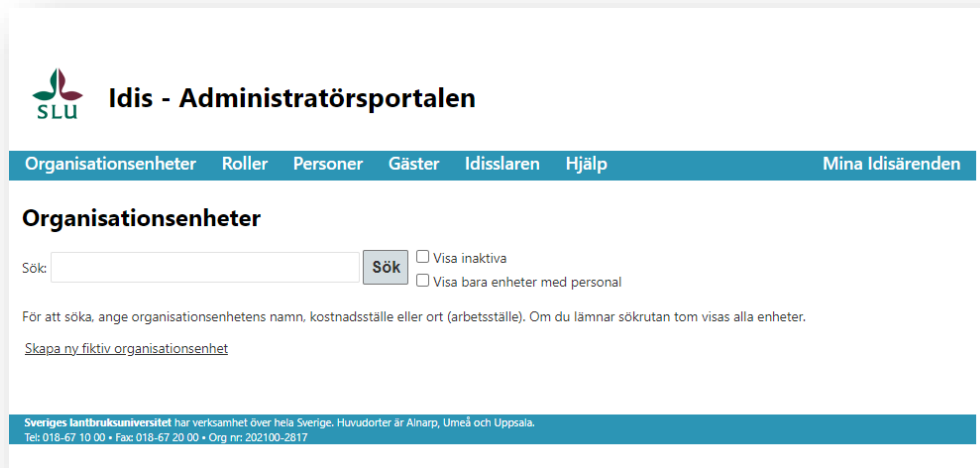 SLU
Idis - Administratörsportalen
Organisationsenheter Roller Personer Gäster Idisslaren Hjälp Mina Idisärenden
Organisationsenheter
Sök: Sök Visa inaktiva
Visa bara enheter med personal
För att söka, ange organisationsenhetens namn, kostnadsställe eller ort (arbetsställe). Om du lämnar sökrutan tom visas alla enheter.
Skapa ny fiktiv organisationsenhet
Sveriges lantbruksuniversitet har verksamhet över hela Sverige. Huvudorter är Alnarp, Umeå och Uppsala.
Tel: 018-67 10 00 • Fax: 018-67 20 00 • Org nr: 202100-2817